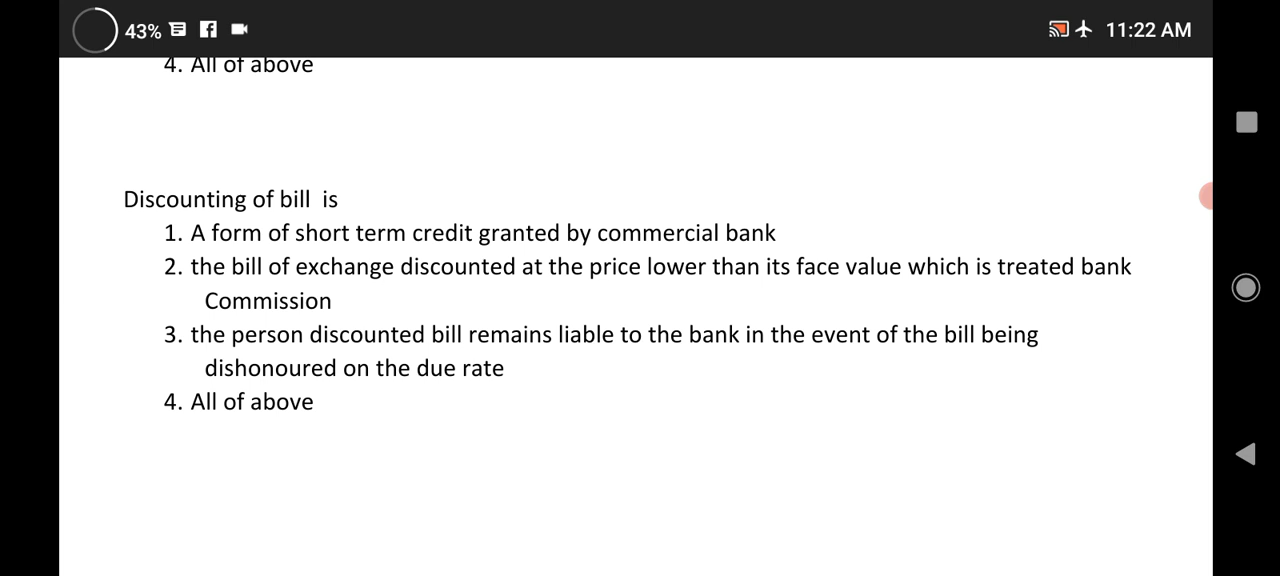 43% 11:22 AM
4. All of above
Discounting of bill is
1. A form of short term credit granted by commercial bank
2. the bill of exchange discounted at the price lower than its face value which is treated bank
Commission
3. the person discounted bill remains liable to the bank in the event of the bill being
dishonoured on the due rate
4. All of above